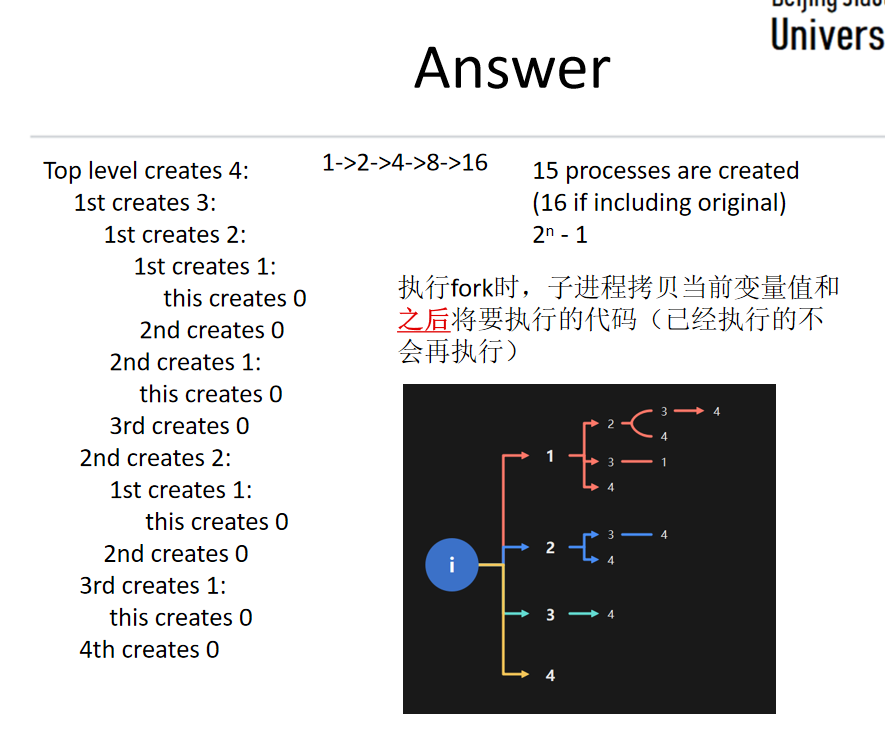 Univers
Answer
Top level creates 4:
1st creates 3:
1st creates 2:
1st creates 1:
this creates 0
2nd creates 0
2nd creates 1:
this creates 0
3rd creates 0
2nd creates 2:
1st creates 1:
this creates 0
2nd creates 0
3rd creates 1:
this creates 0
4th creates 0
1->2->4->8->16
15 processes are created
(16 if including original)
2ⁿ - 1
执行fork时，子进程拷贝当前变量值和
之后将要执行的代码（已经执行的不
会再执行）
i
1
2
3
4
4
3
1
4
2
3
4
4
3
4
4